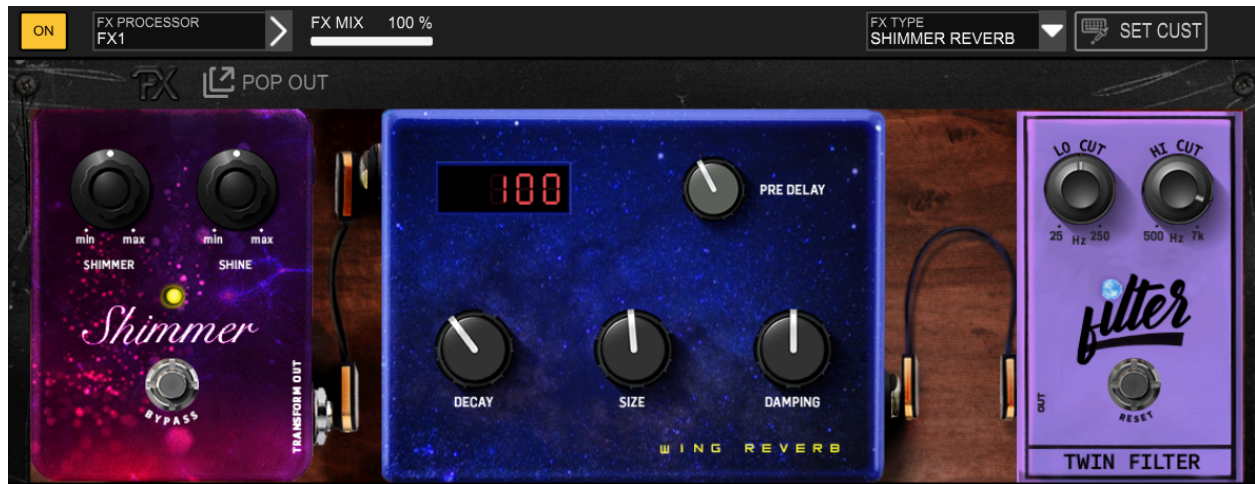 ON
FX PROCESSOR
FX1
FX MIX 100 %
FX TYPE
SHIMMER REVERB
SET CUST
FX
POP OUT
min max
SHIMMER
min max
SHINE
Shimmer
BYPASS
TRANSFORM OUT
100
PRE DELAY
DECAY
SIZE
DAMPING
WING REVERB
LO CUT
25 Hz 250
HI CUT
500 Hz 7k
filter
OUT
RESET
TWIN FILTER